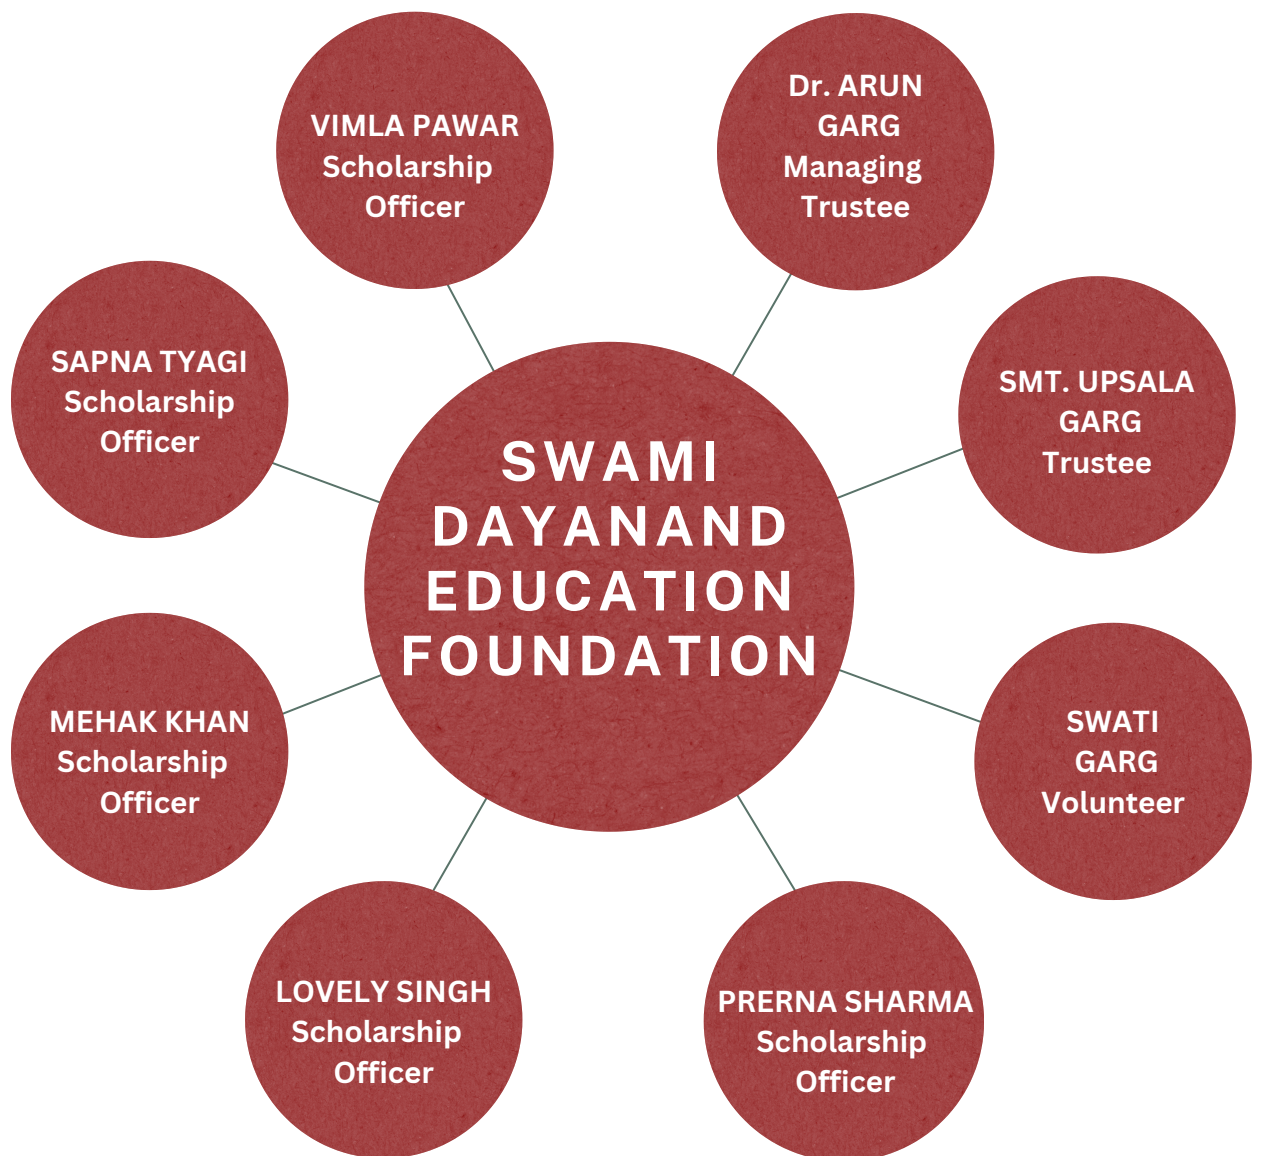 VIMLA PAWAR
Scholarship
Officer
Dr. ARUN
GARG
Managing
Trustee
SAPNA TYAGI
Scholarship
Officer
SMT. UPSALA
GARG
Trustee
SWAMI
DAYANAND
EDUCATION
FOUNDATION
MEHAK KHAN
Scholarship
Officer
SWATI
GARG
Volunteer
LOVELY SINGH
Scholarship
Officer
PRERNA SHARMA
Scholarship
Officer